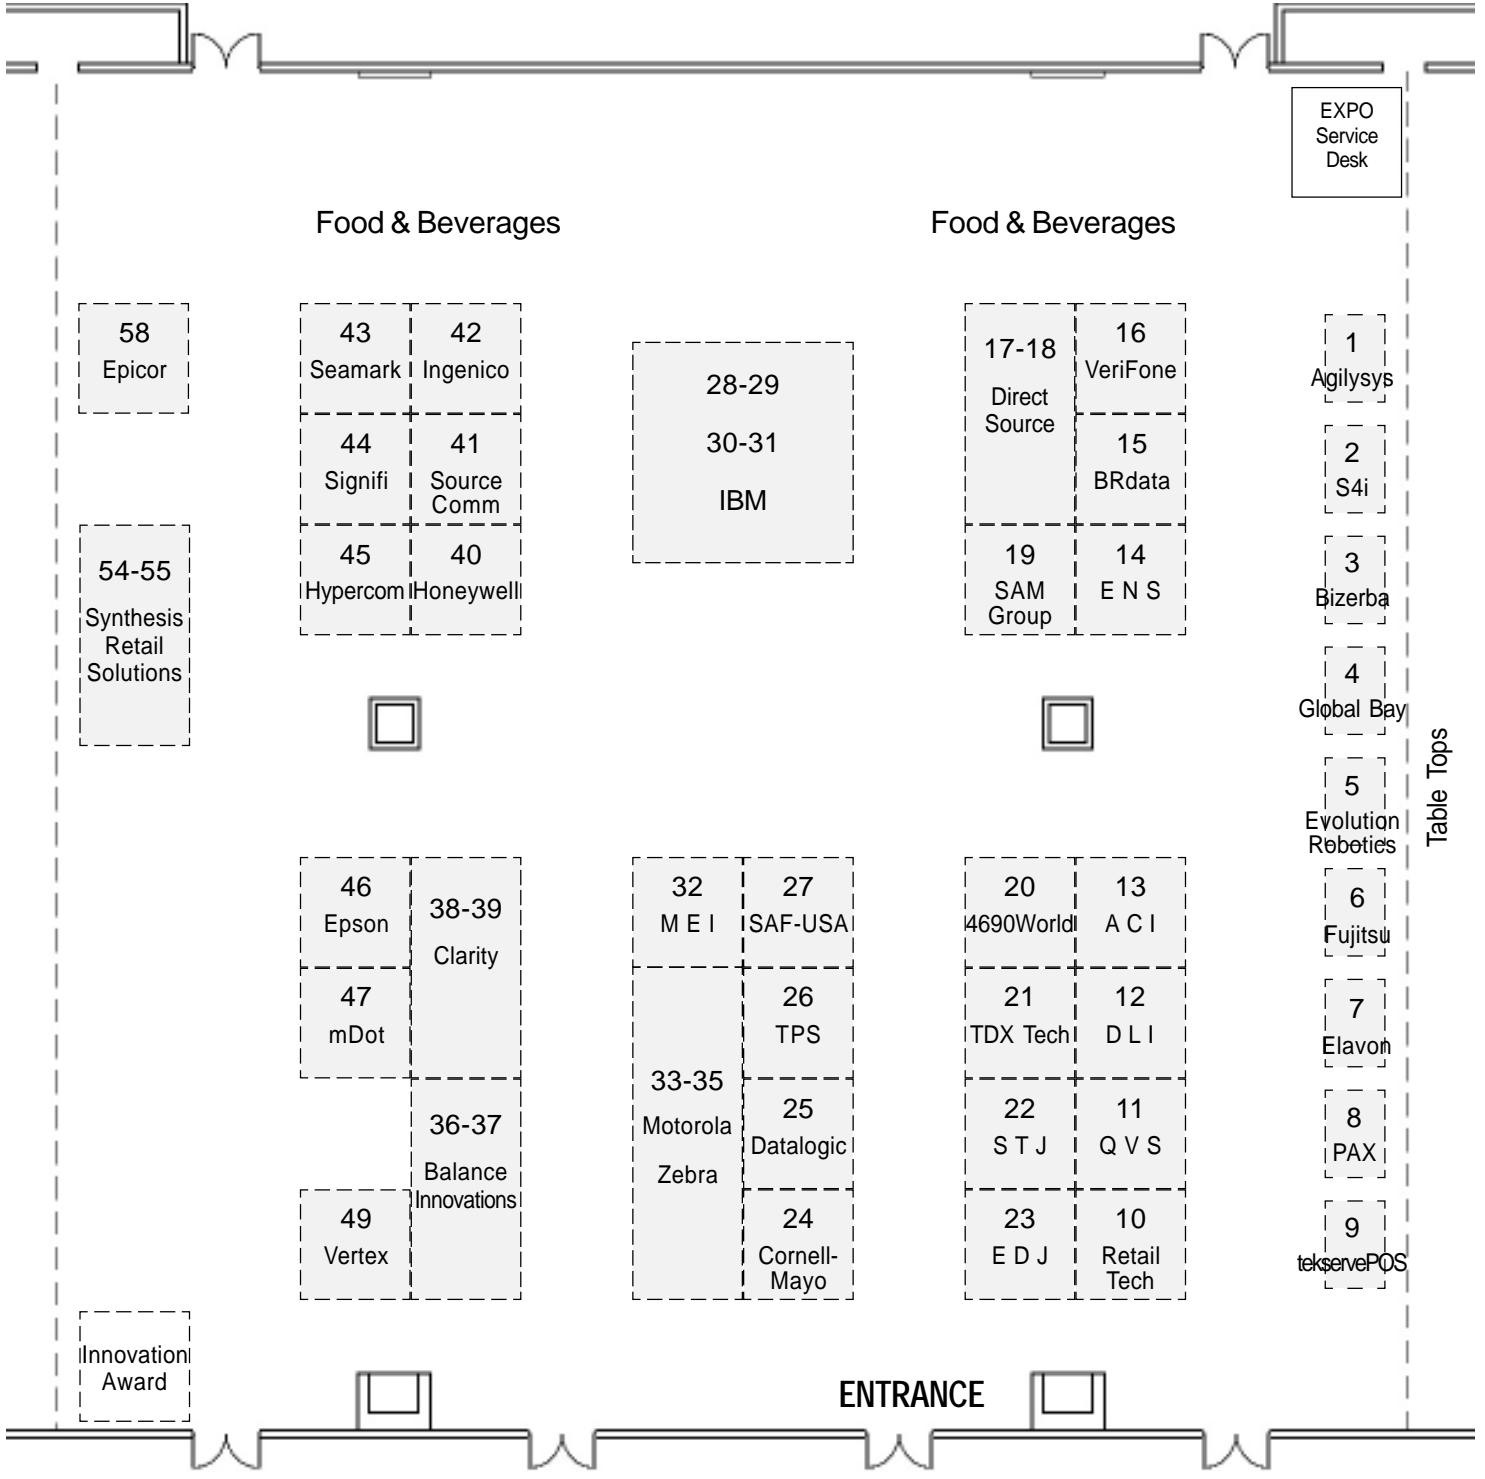 EXPO
Service
Desk
Food & Beverages
Food & Beverages
58
Epicor
43
Seamark
42
Ingenico
44
Signifi
41
Source
Comm
45
Hypercom
40
Honeywell
54-55
Synthesis
Retail
Solutions
28-29
30-31
IBM
17-18
Direct
Source
16
VeriFone
15
BRdata
19
SAM
Group
14
E N S
1
Agilysys
2
S4i
3
Bizerba
4
Global Bay
5
Evolution
Robotics
6
Fujitsu
7
Elavon
8
PAX
9
tekservePOS
Table Tops
46
Epson
38-39
Clarity
47
mDot
36-37
Balance
Innovations
49
Vertex
32
M E I
27
SAF-USA
26
TPS
33-35
Motorola
Zebra
25
Datalogic
24
Cornell-
Mayo
20
4690World
13
A C I
21
TDX Tech
12
D L I
22
S T J
11
Q V S
23
E D J
10
Retail
Tech
Innovation
Award
ENTRANCE